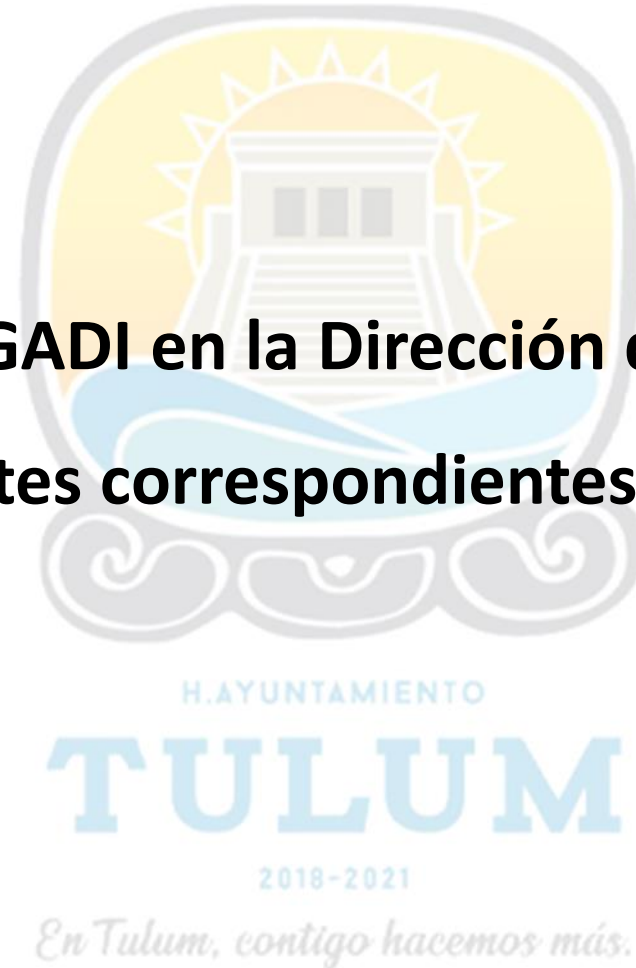 GADI en la Dirección
tes correspondientes
H.AYUNTAMIENTO
TULUM
2018-2021
En Tulum, contigo hacemos más.